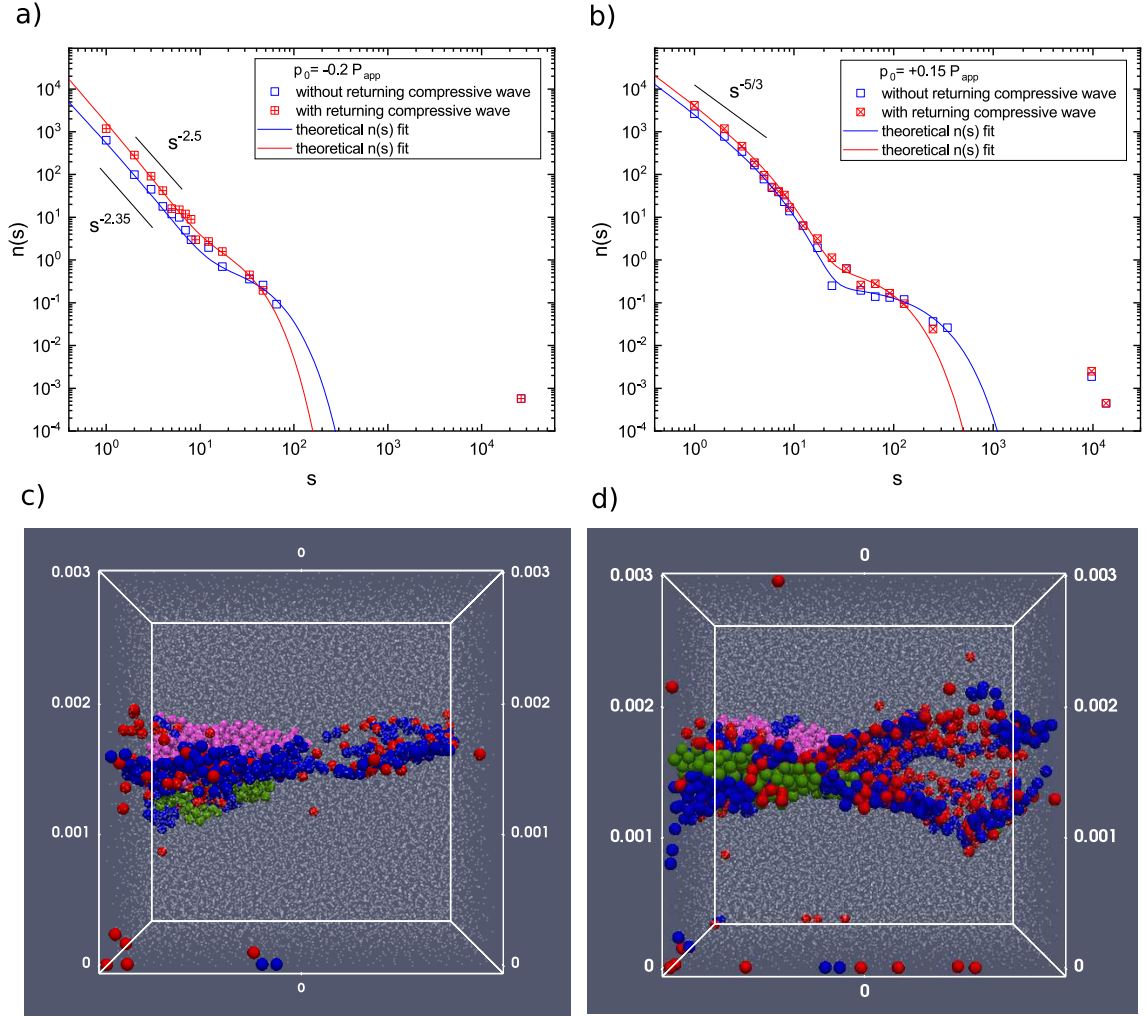 a)
p₀= -0.2 P_app
without returning compressive wave
with returning compressive wave
theoretical n(s) fit
theoretical n(s) fit
s^-2.5
s^-2.35
n(s)
10^4
10^3
10^2
10^1
10^0
10^-1
10^-2
10^-3
10^-4
10^0
10^1
10^2
10^3
10^4
s
b)
p₀= +0.15 P_app
without returning compressive wave
with returning compressive wave
theoretical n(s) fit
theoretical n(s) fit
s^-5/3
n(s)
10^4
10^3
10^2
10^1
10^0
10^-1
10^-2
10^-3
10^-4
10^0
10^1
10^2
10^3
10^4
s
c)
0
0.003 0.003
0.002 0.002
0.001 0.001
0 0
0
d)
0
0.003 0.003
0.002 0.002
0.001 0.001
0 0
0